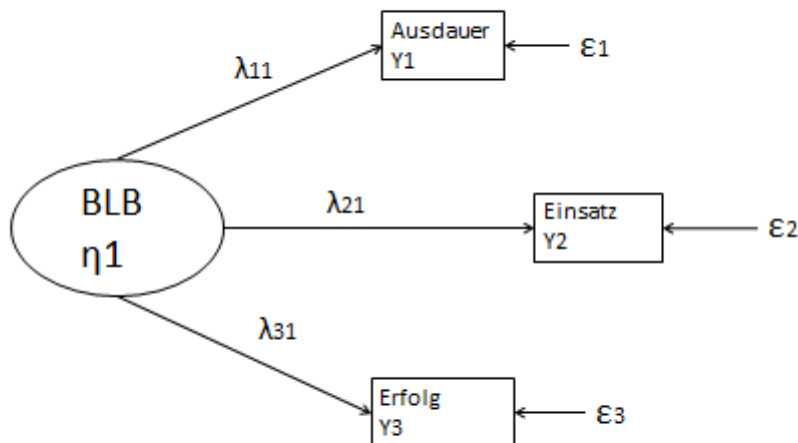 Ausdauer
Y1
ε1
λ11
BLB
η1
λ21
Einsatz
Y2
ε2
λ31
Erfolg
Y3
ε3